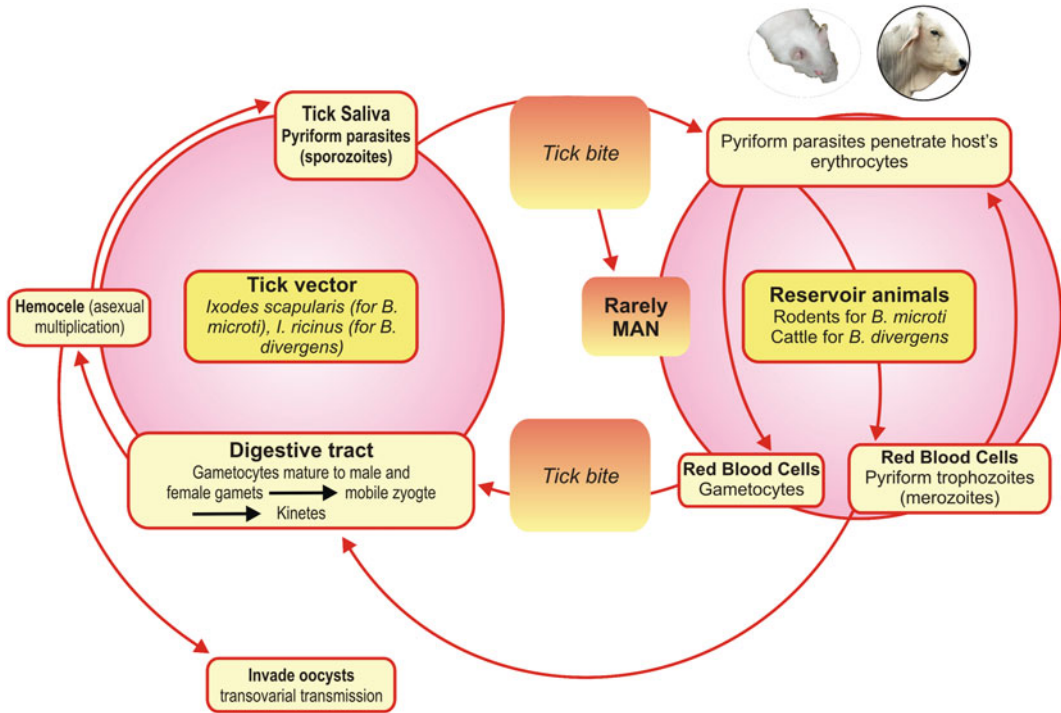 Tick Saliva
Pyriform parasites
(sporozoites)
Tick bite
Pyriform parasites penetrate host's
erythrocytes
Hemocele (asexual
multiplication)
Tick vector
Ixodes scapularis (for B.
microti), I. ricinus (for B.
divergens)
Rarely
MAN
Reservoir animals
Rodents for B. microti
Cattle for B. divergens
Digestive tract
Gametocytes mature to male and
female gamets mobile zyogte
Kinetes
Tick bite
Red Blood Cells
Gametocytes
Red Blood Cells
Pyriform trophozoites
(merozoites)
Invade oocysts
transovarial transmission